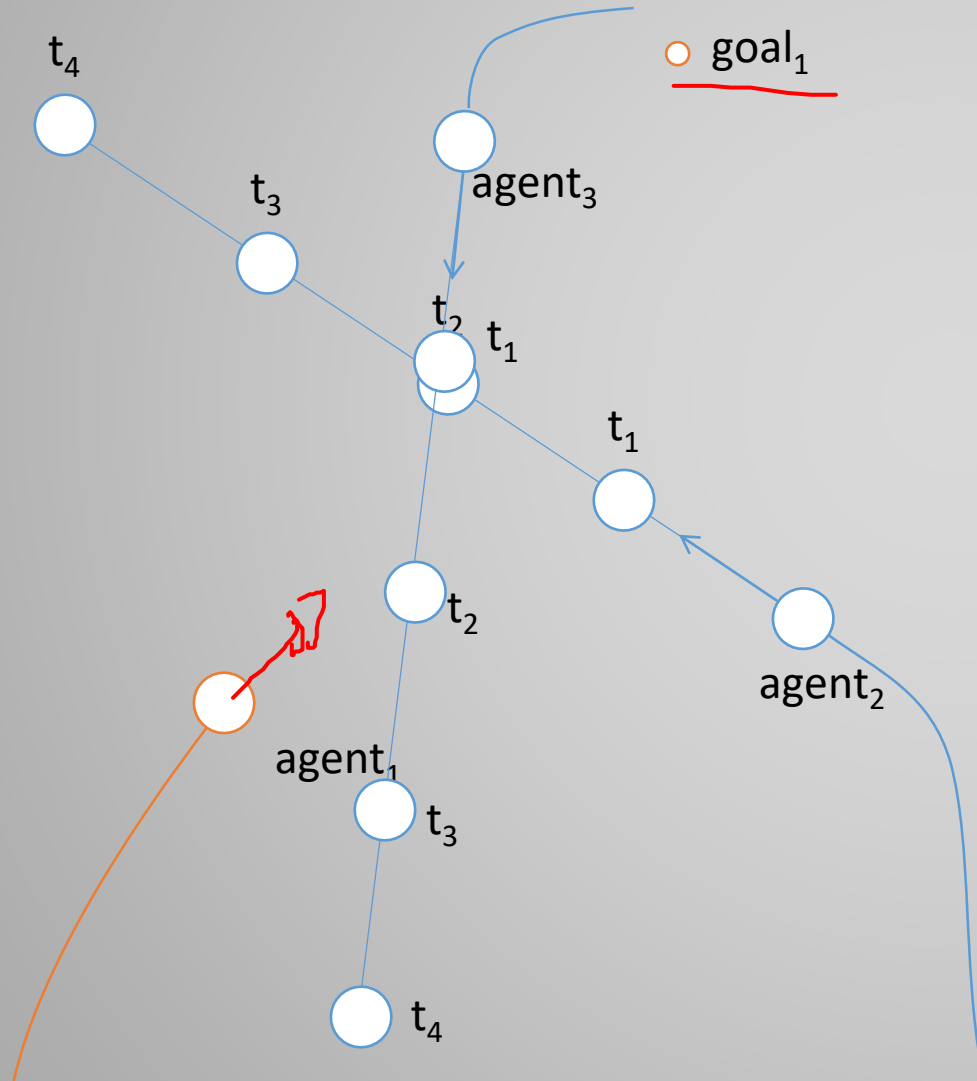 goal₁
t₄
agent₃
t₃
t₂
t₁
t₁
t₂
agent₂
agent₁
t₃
t₄